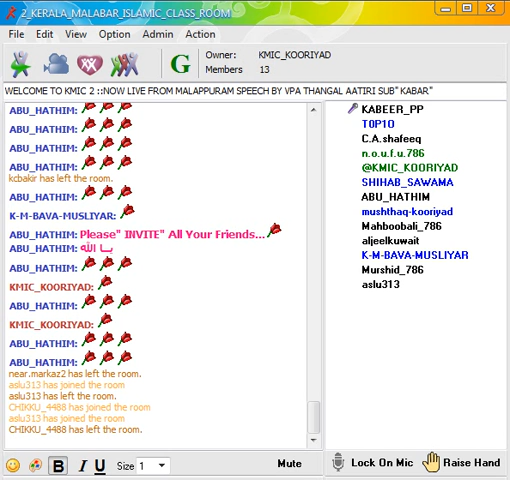 2_KERALA_MALABAR_ISLAMIC_CLASS_ROOM
File Edit View Option Admin Action
G Owner: KMIC_KOORIYAD
Members 13
WELCOME TO KMIC 2 ::NOW LIVE FROM MALAPPURAM SPEECH BY VPA THANGAL AATIRI SUB" KABAR"
ABU_HATHIM:
ABU_HATHIM:
ABU_HATHIM:
ABU_HATHIM:
kcbakir has left the room.
ABU_HATHIM:
K-M-BAVA-MUSLIYAR:
ABU_HATHIM: Please" INVITE" All Your Friends...
ABU_HATHIM: يــا الله
ABU_HATHIM:
KMIC_KOORIYAD:
ABU_HATHIM:
KMIC_KOORIYAD:
ABU_HATHIM:
ABU_HATHIM:
near.markaz2 has left the room.
aslu313 has joined the room
aslu313 has left the room.
CHIKKU_4488 has joined the room
aslu313 has joined the room
CHIKKU_4488 has left the room.
KABEER_PP
T0P10
C.A.shafeeq
n.o.u.f.u.786
@KMIC_KOORIYAD
SHIHAB_SAWAMA
ABU_HATHIM
mushthaq-kooriyad
Mahboobali_786
aljeelkuwait
K-M-BAVA-MUSLIYAR
Murshid_786
aslu313
B I U Size 1 Mute
Lock On Mic Raise Hand